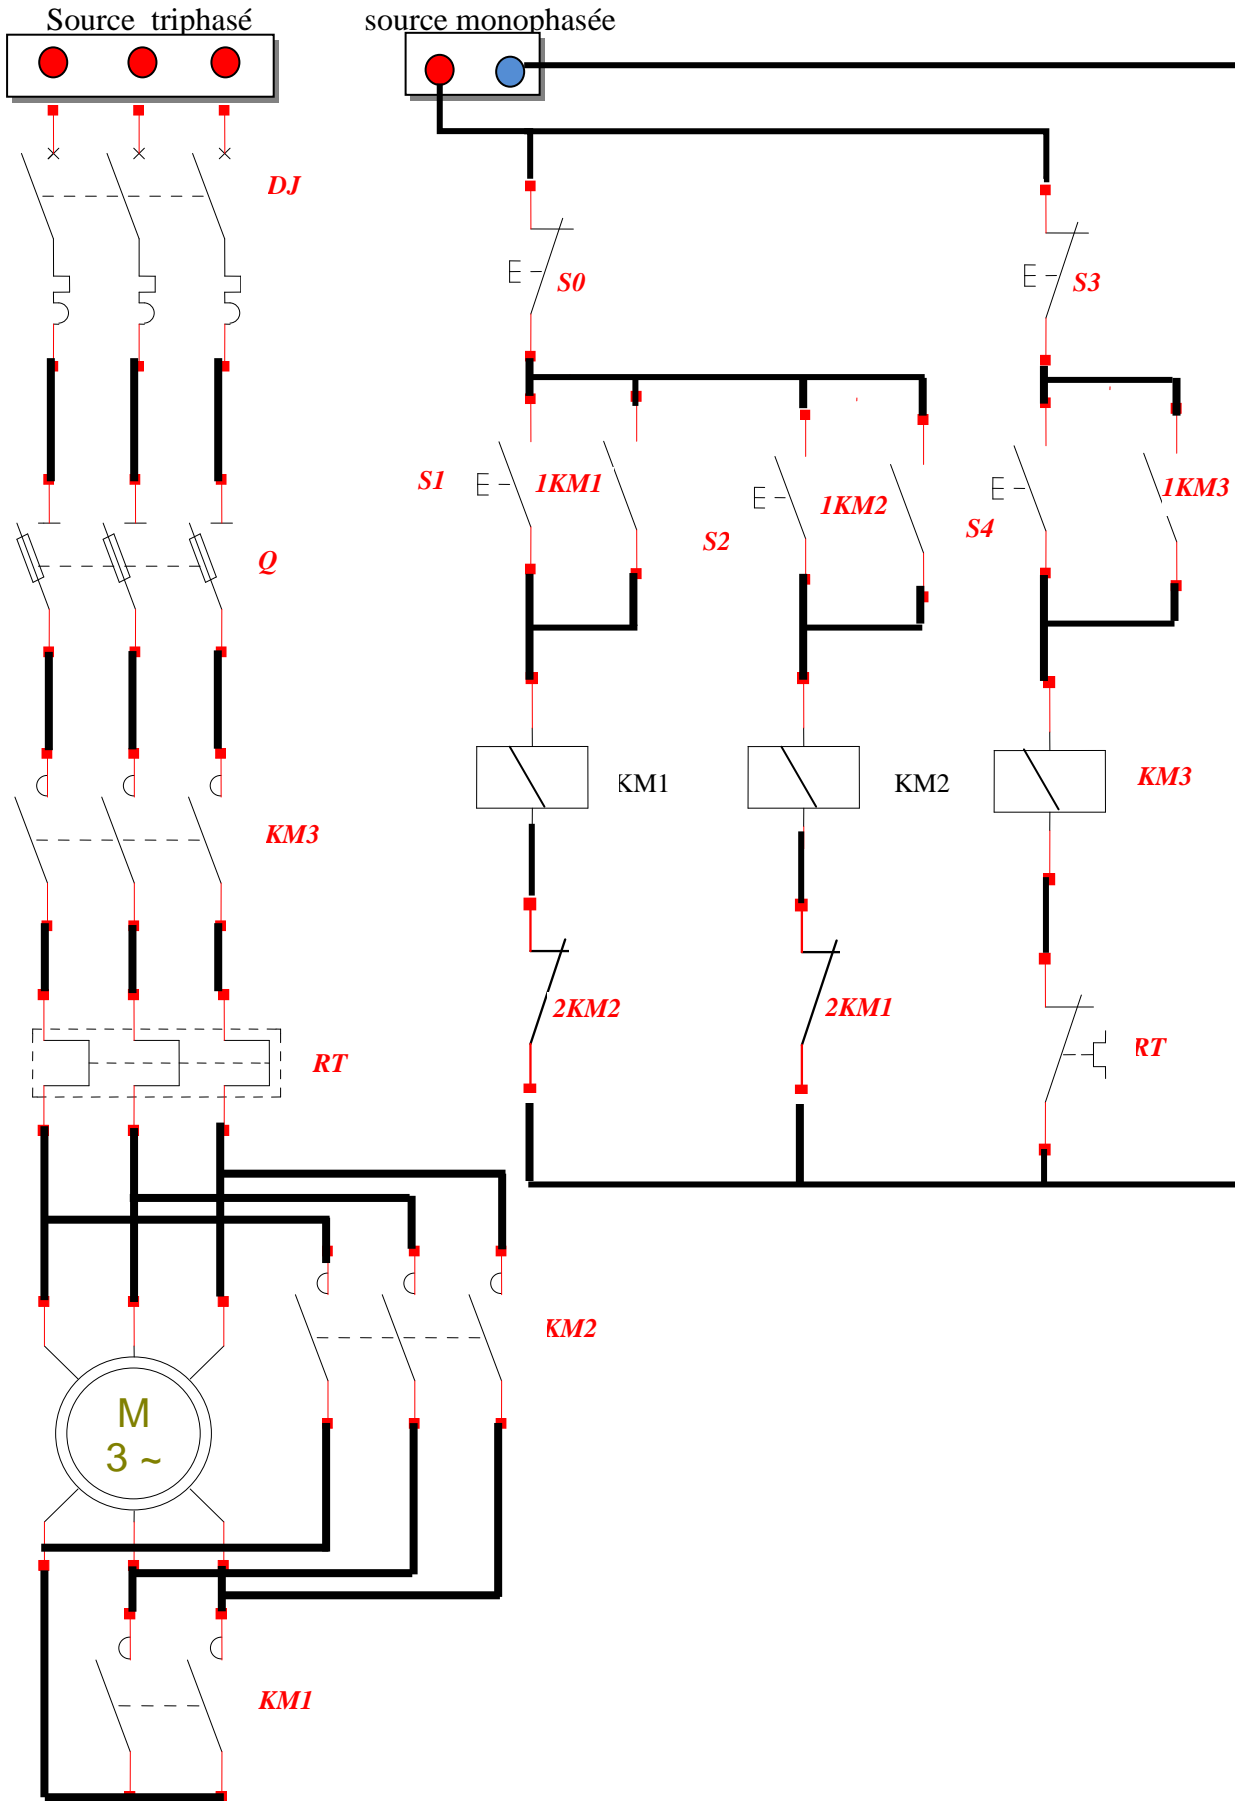 Source triphasé
source monophasée
DJ
S0
S3
S1
1KM1
S2
1KM2
S4
1KM3
Q
KM1
KM2
KM3
KM3
2KM2
2KM1
RT
RT
KM2
M
3 ~
KM1